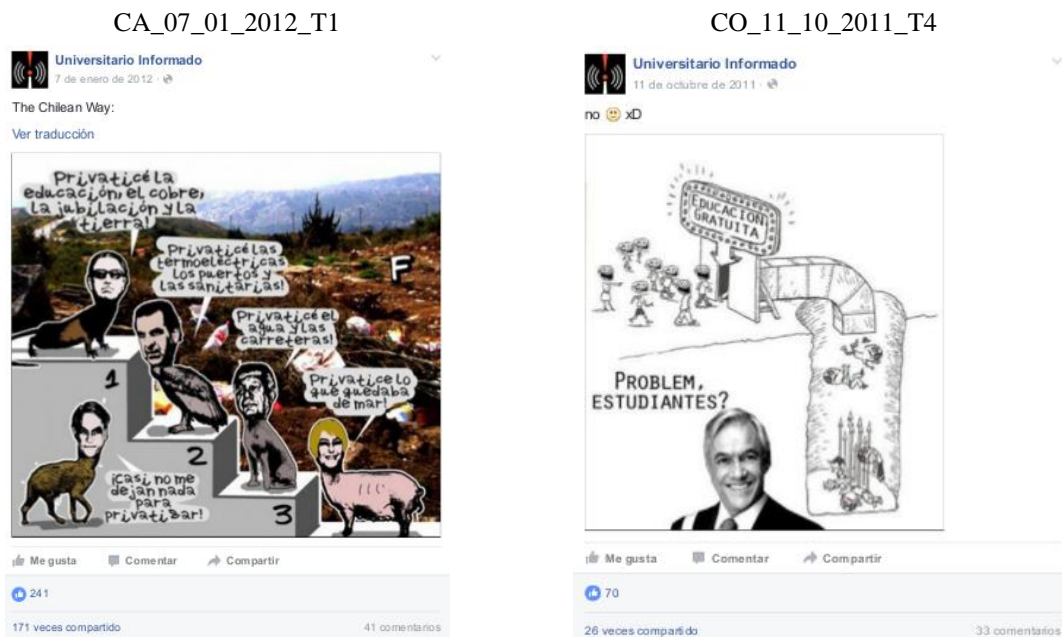 CA_07_01_2012_T1
Universitario Informado
7 de enero de 2012
The Chilean Way:
Ver traducción
Privaticé la
educación, el cobre,
la jubilación y la
tierra!
Privaticé las
termoeléctricas
los puertos y
las sanitarias!
F
Privaticé el
agua y las
carreteras!
Privatice lo
que quedaba
de mar!
1
2
3
¡casi no me
dejan nada
para
privatizar!
Me gusta Comentar Compartir
241
171 veces compartido 41 comentarios
CO_11_10_2011_T4
Universitario Informado
11 de octubre de 2011
no xD
EDUCACION
GRATUITA
PROBLEM,
ESTUDIANTES?
Me gusta Comentar Compartir
70
26 veces compartido 33 comentarios